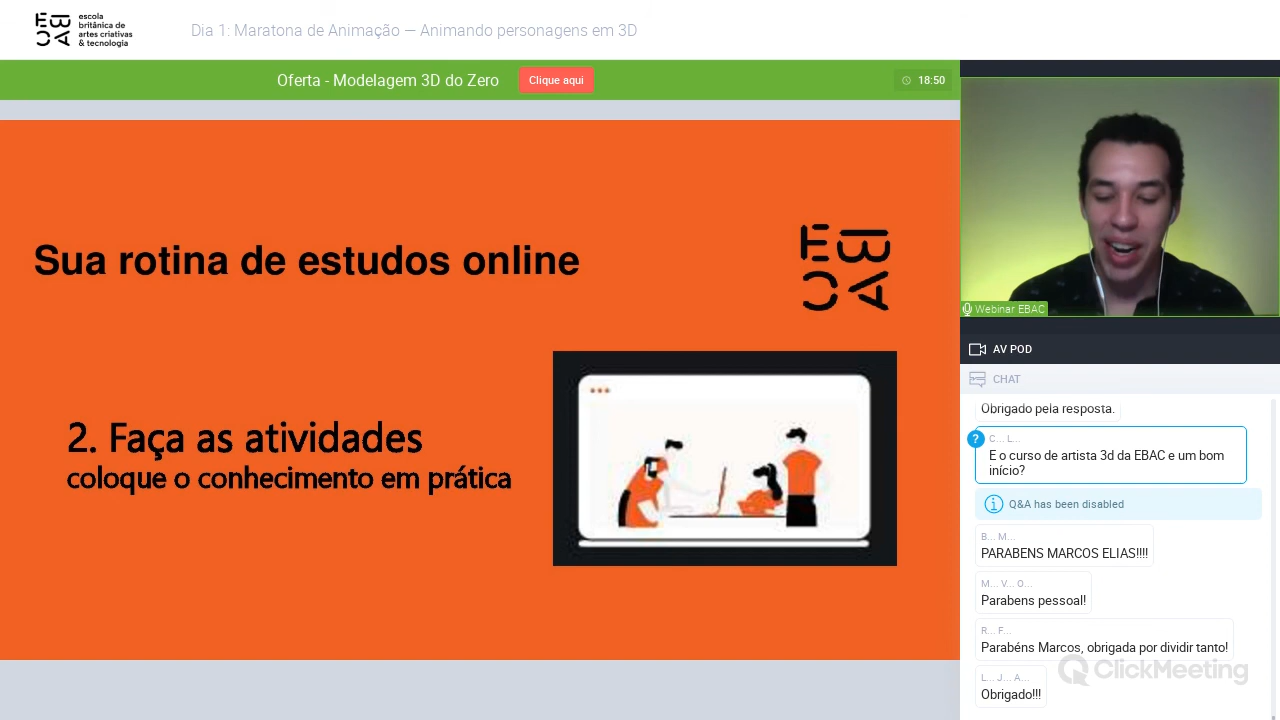 escola
britânica de
artes criativas
& tecnologia
Dia 1: Maratona de Animação — Animando personagens em 3D
Oferta - Modelagem 3D do Zero
Clique aqui
18:50
Sua rotina de estudos online
EBAC
2. Faça as atividades
coloque o conhecimento em prática
Webinar EBAC
AV POD
CHAT
Obrigado pela resposta.
?
C... L...
E o curso de artista 3d da EBAC e um bom
início?
Q&A has been disabled
B... M...
PARABENS MARCOS ELIAS!!!!
M... V... O...
Parabens pessoal!
R... F...
Parabéns Marcos, obrigada por dividir tanto!
L... J... A...
Obrigado!!!
ClickMeeting